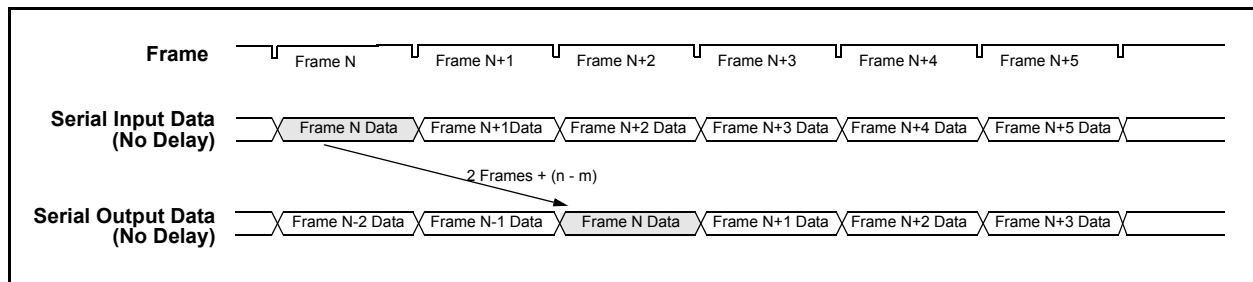 Frame
Frame N Frame N+1 Frame N+2 Frame N+3 Frame N+4 Frame N+5
Serial Input Data
(No Delay)
Frame N Data Frame N+1Data Frame N+2 Data Frame N+3 Data Frame N+4 Data Frame N+5 Data
2 Frames + (n - m)
Serial Output Data
(No Delay)
Frame N-2 Data Frame N-1 Data Frame N Data Frame N+1 Data Frame N+2 Data Frame N+3 Data